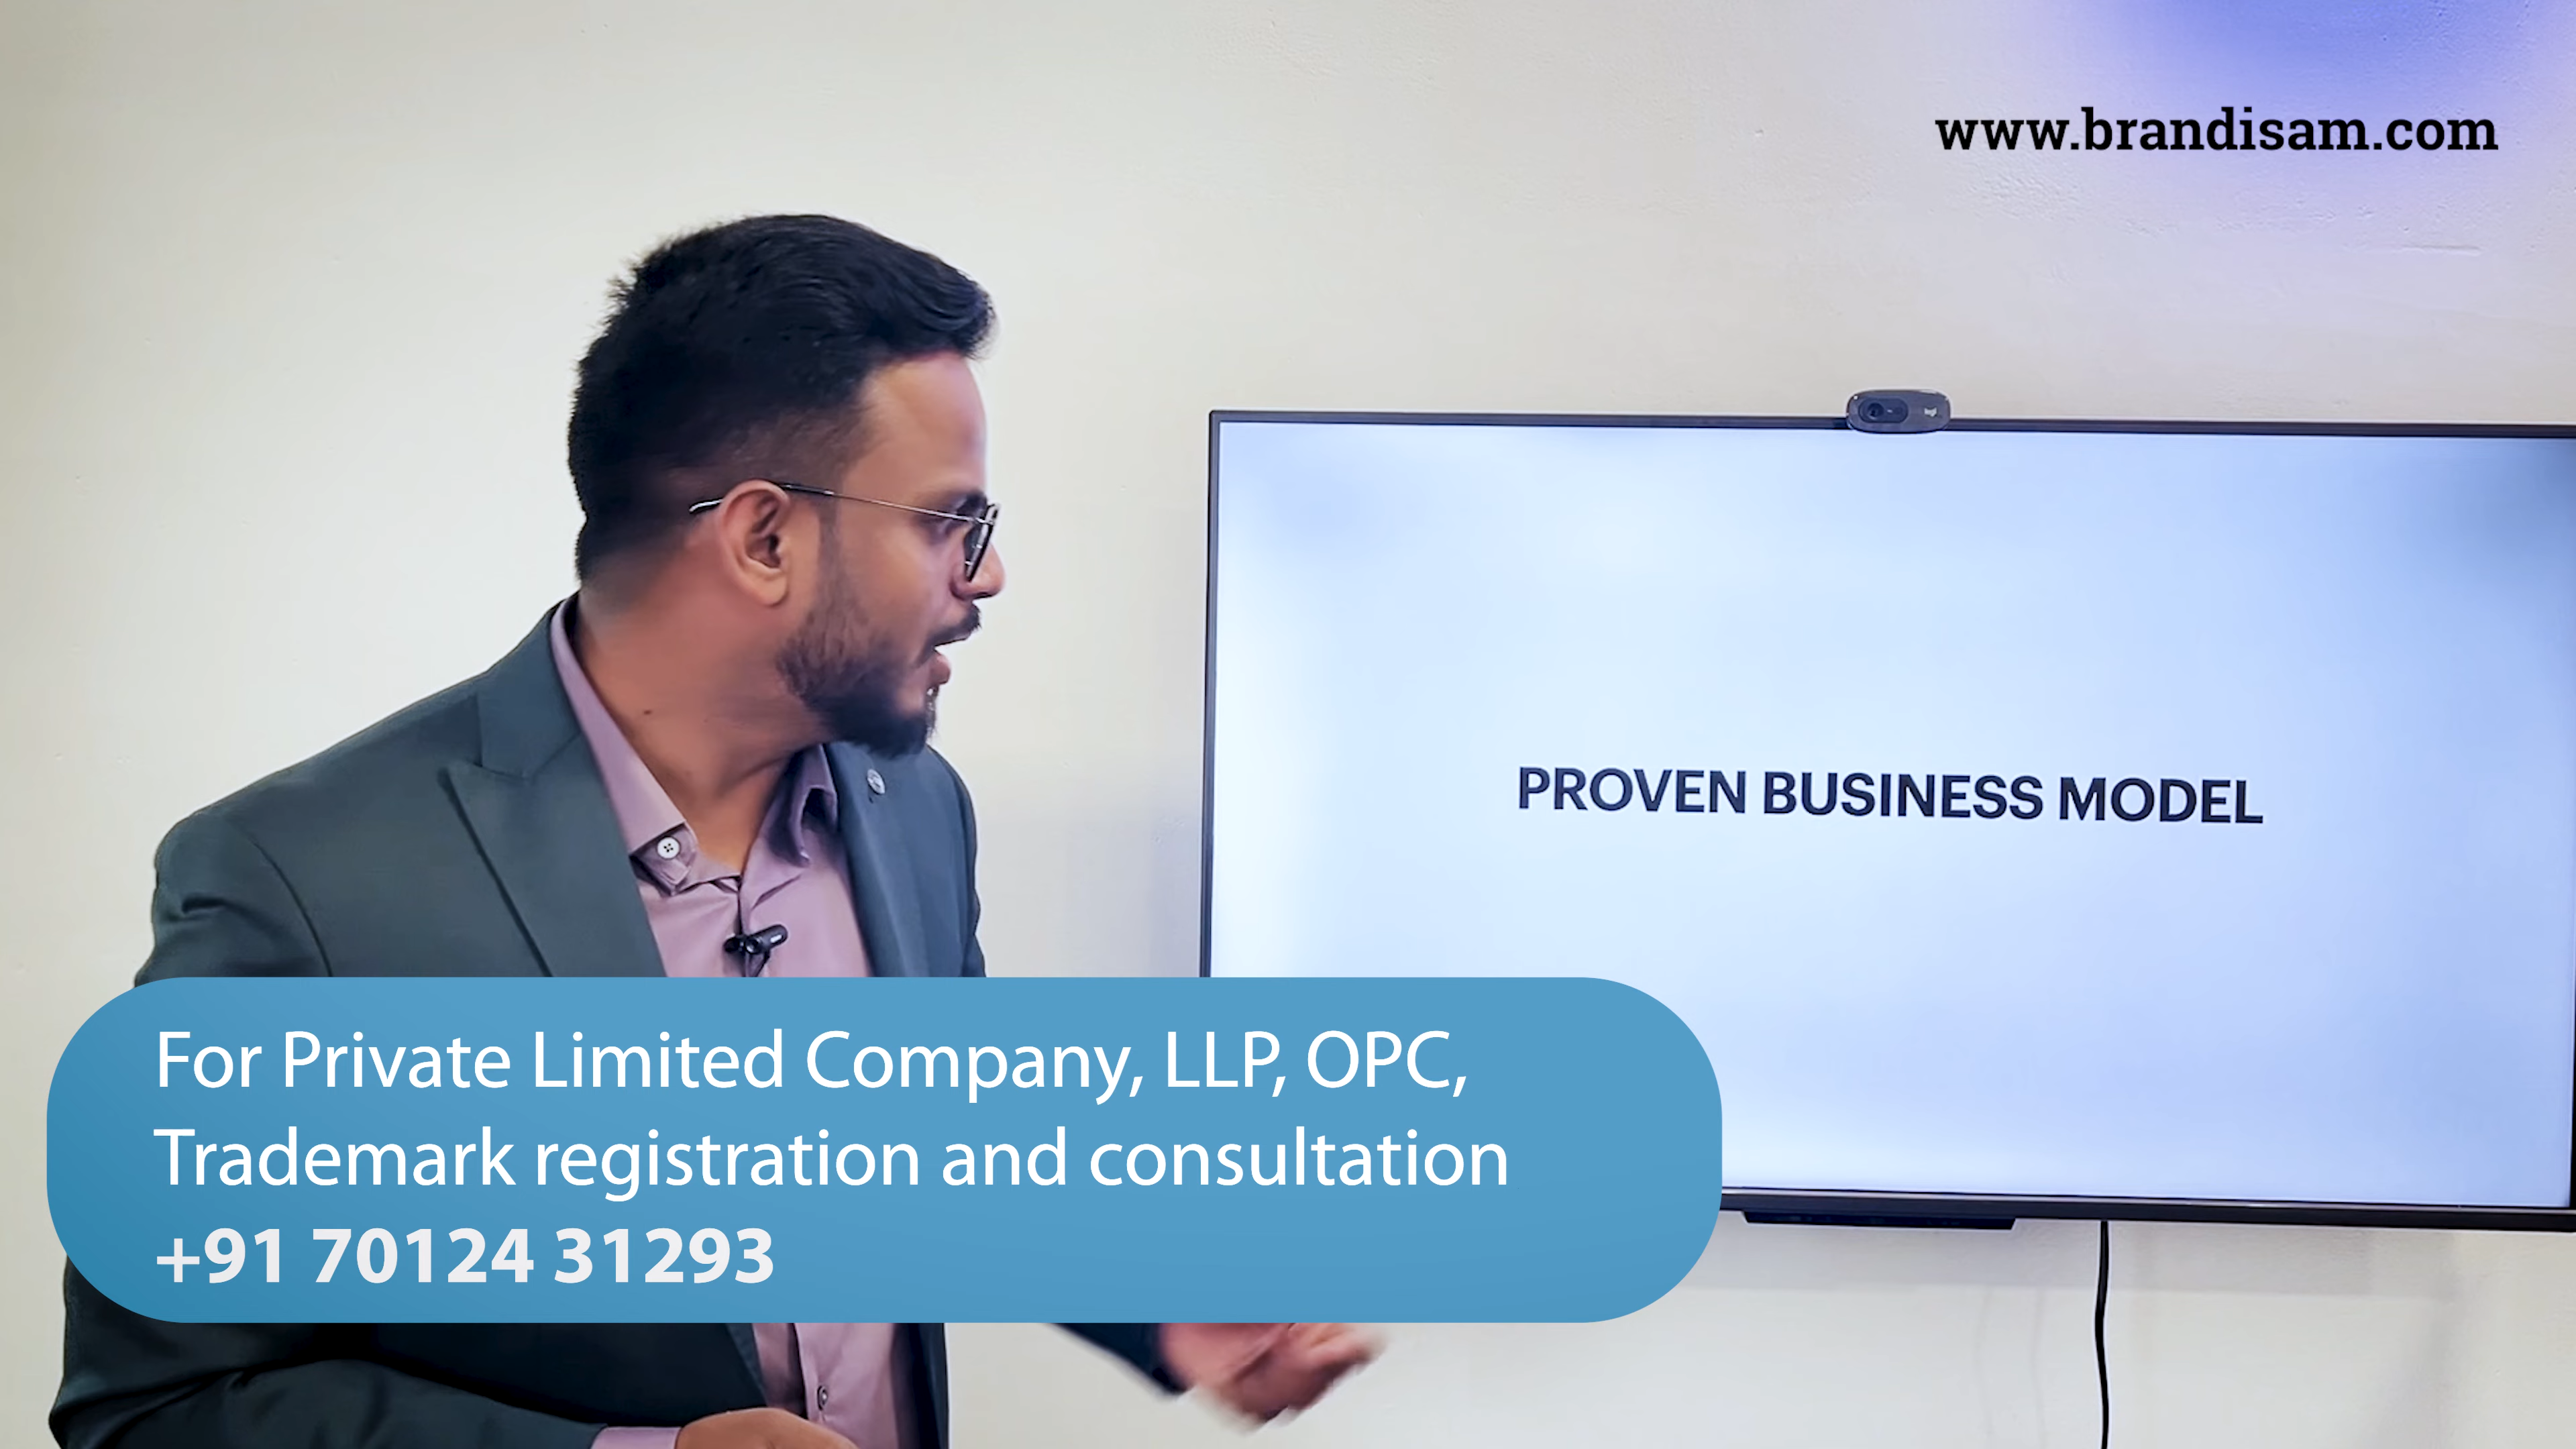 www.brandisam.com
logi
PROVEN BUSINESS MODEL
For Private Limited Company, LLP, OPC,
Trademark registration and consultation
+91 70124 31293